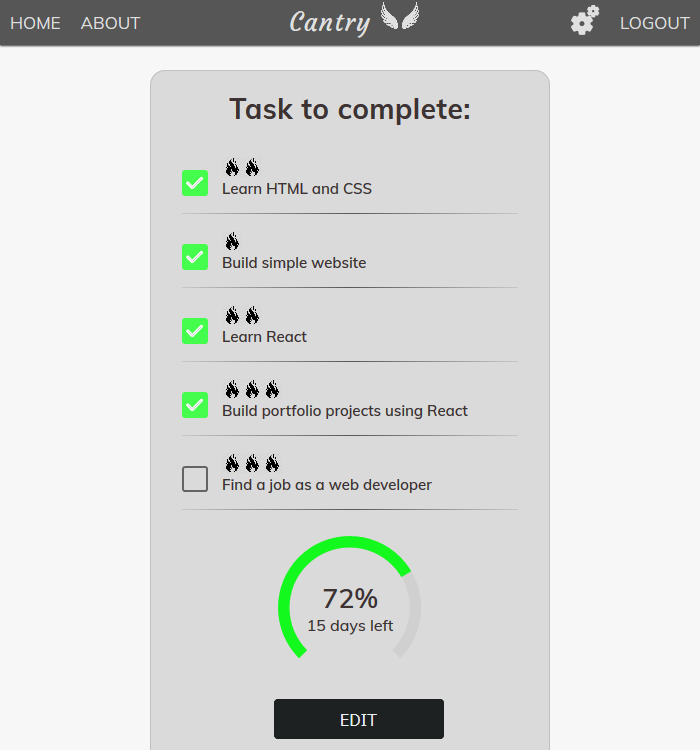 HOME ABOUT Cantry LOGOUT
Task to complete:
Learn HTML and CSS
Build simple website
Learn React
Build portfolio projects using React
Find a job as a web developer
72%
15 days left
EDIT